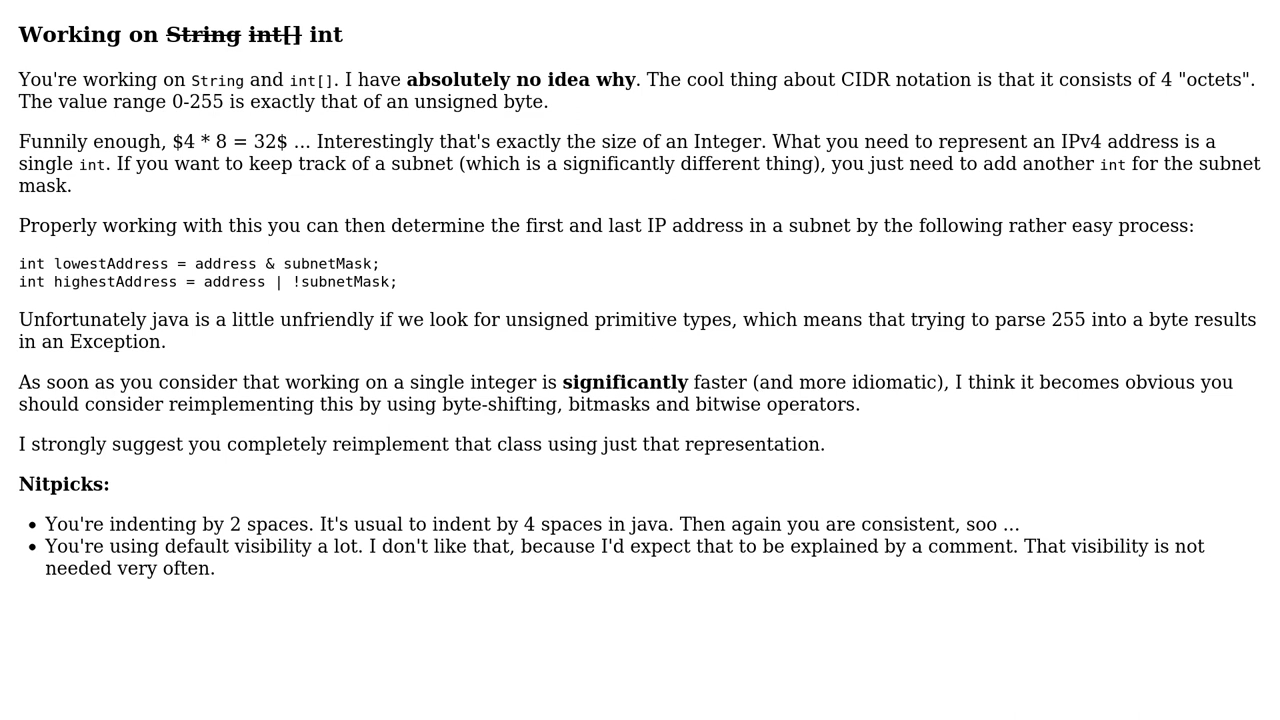 Working on String int[] int
You're working on String and int[]. I have absolutely no idea why. The cool thing about CIDR notation is that it consists of 4 "octets".
The value range 0-255 is exactly that of an unsigned byte.
Funnily enough, $4 * 8 = 32$ ... Interestingly that's exactly the size of an Integer. What you need to represent an IPv4 address is a
single int. If you want to keep track of a subnet (which is a significantly different thing), you just need to add another int for the subnet
mask.
Properly working with this you can then determine the first and last IP address in a subnet by the following rather easy process:
int lowestAddress = address & subnetMask;
int highestAddress = address | !subnetMask;
Unfortunately java is a little unfriendly if we look for unsigned primitive types, which means that trying to parse 255 into a byte results
in an Exception.
As soon as you consider that working on a single integer is significantly faster (and more idiomatic), I think it becomes obvious you
should consider reimplementing this by using byte-shifting, bitmasks and bitwise operators.
I strongly suggest you completely reimplement that class using just that representation.
Nitpicks:
• You're indenting by 2 spaces. It's usual to indent by 4 spaces in java. Then again you are consistent, soo ...
• You're using default visibility a lot. I don't like that, because I'd expect that to be explained by a comment. That visibility is not
needed very often.